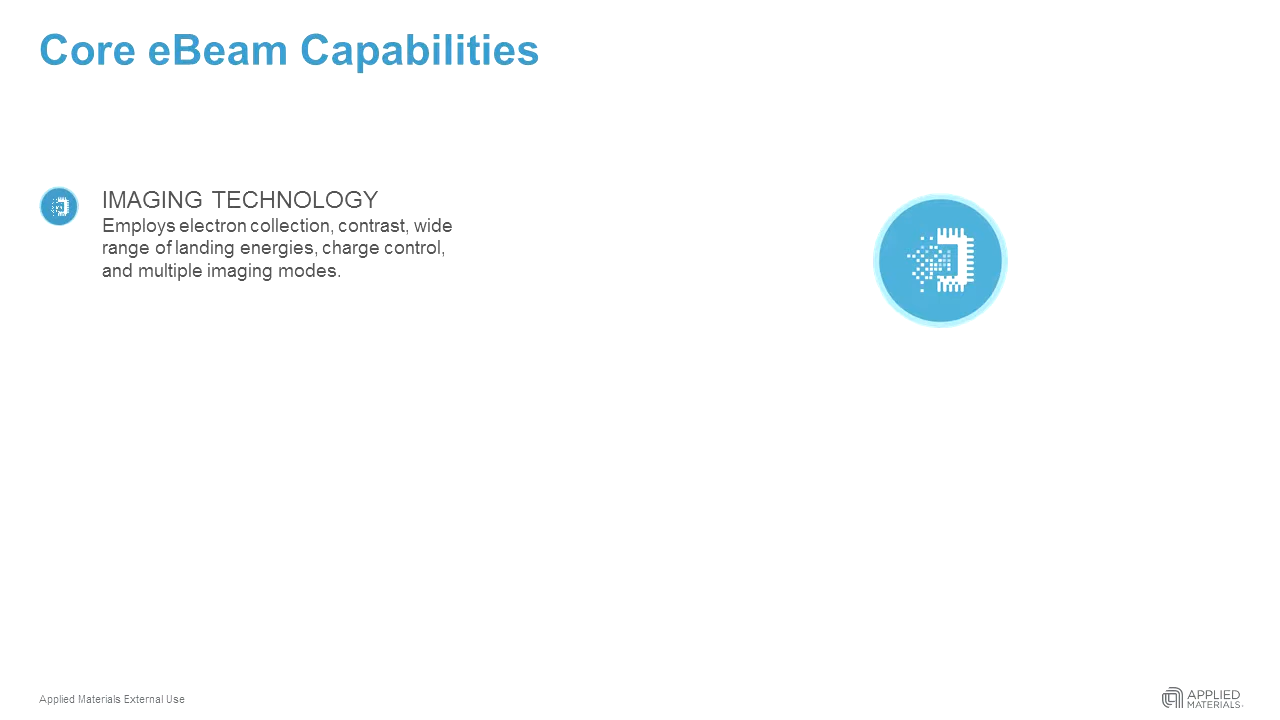 Core eBeam Capabilities
IMAGING TECHNOLOGY
Employs electron collection, contrast, wide
range of landing energies, charge control,
and multiple imaging modes.
Applied Materials External Use
APPLIED
MATERIALS